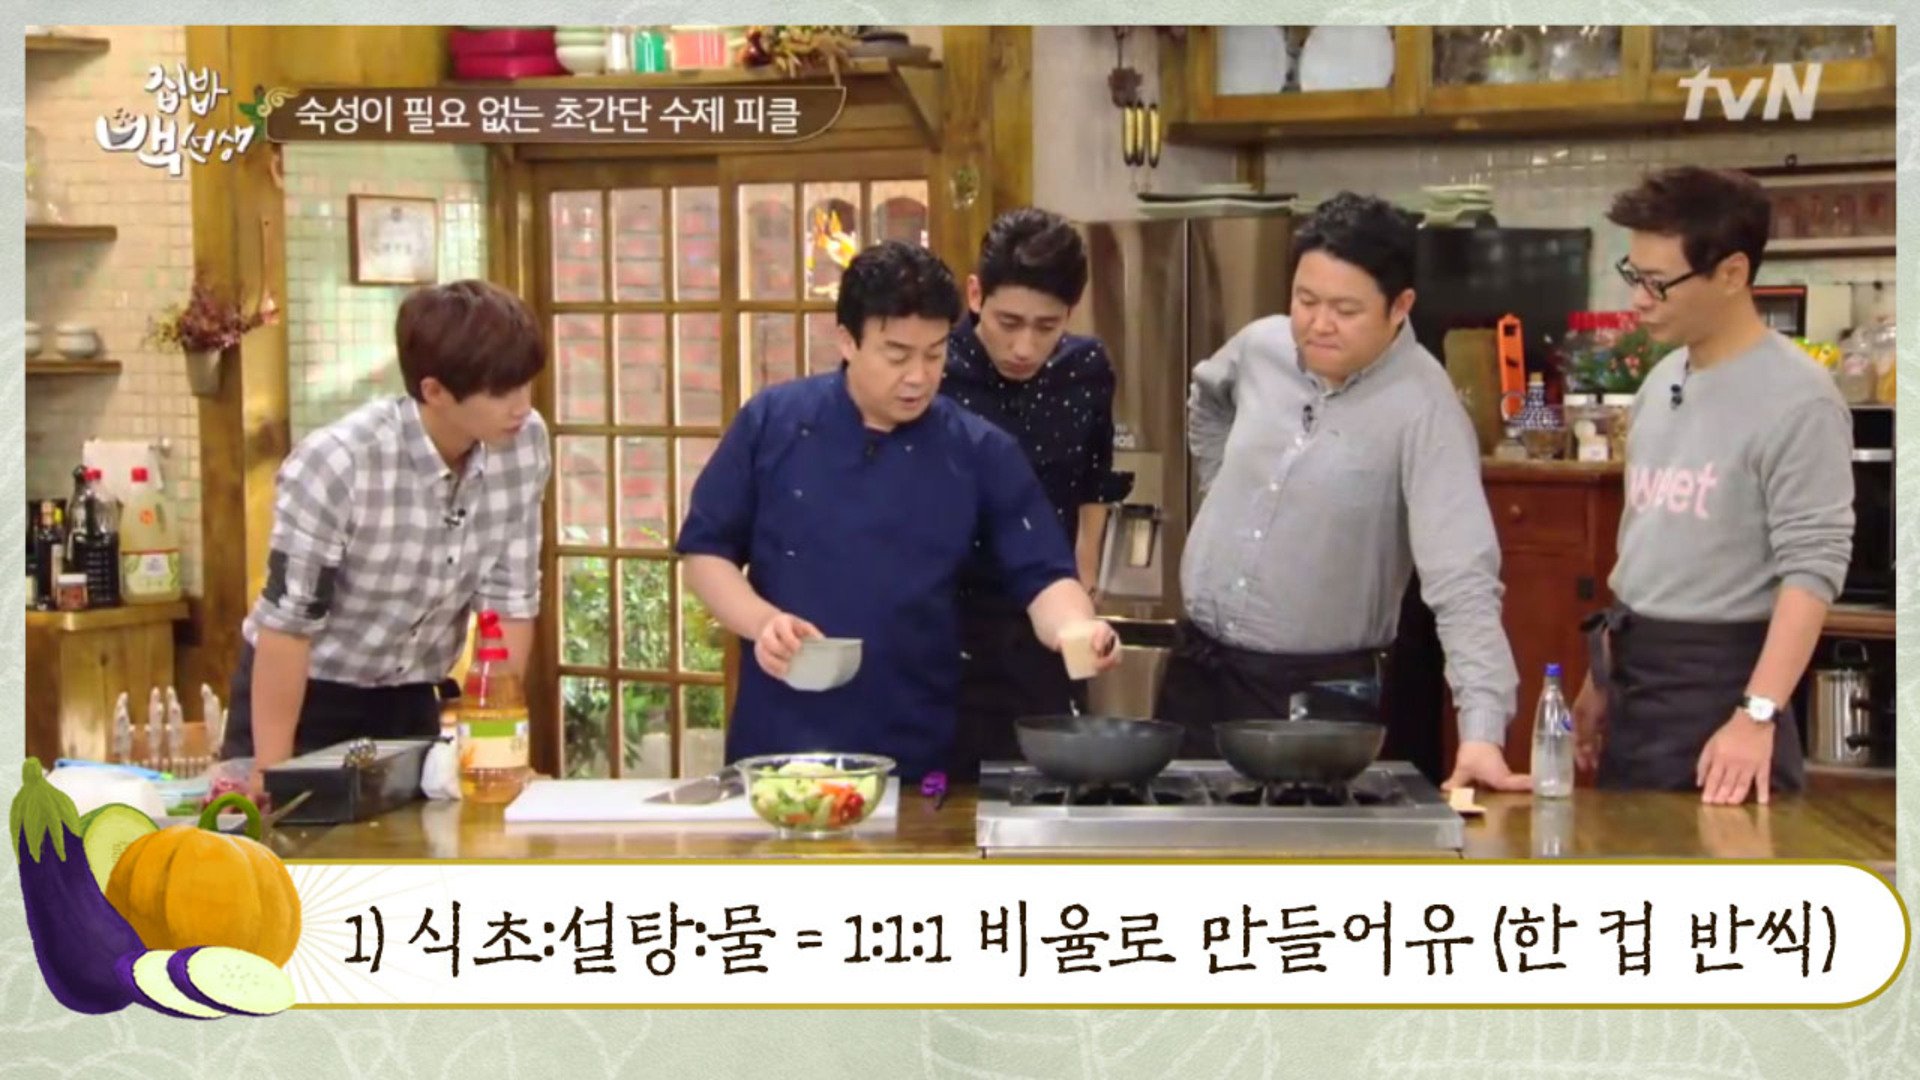 집밥
백선생
숙성이 필요 없는 초간단 수제 피클
tvN
1) 식초:설탕:물 = 1:1:1 비율로 만들어유 (한 컵 반씩)